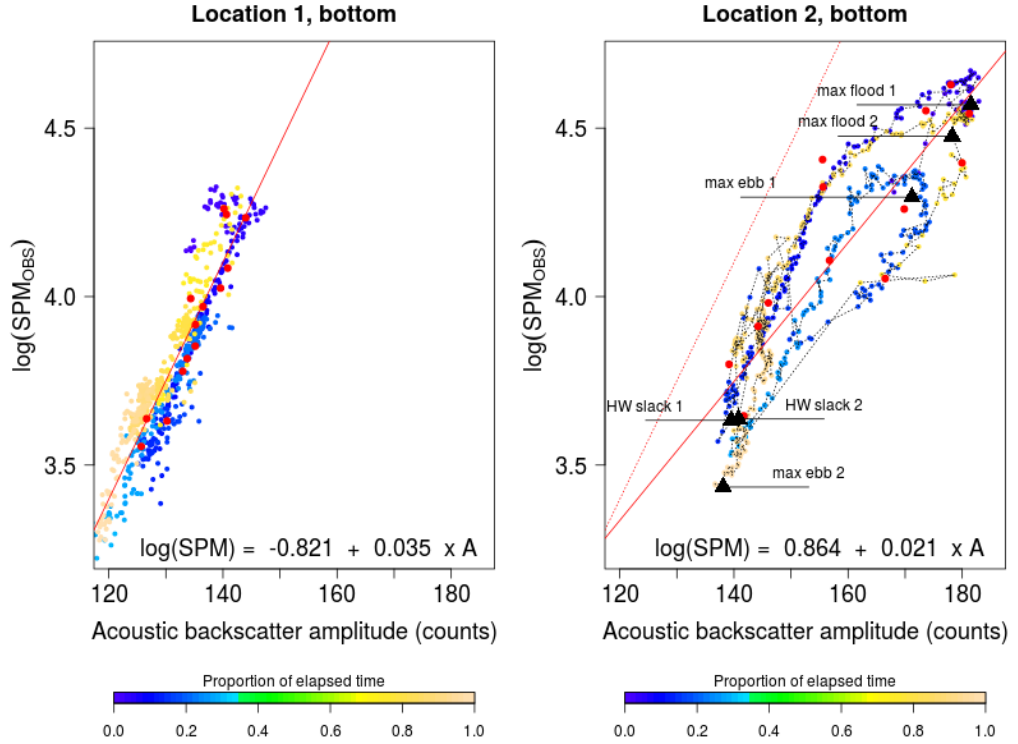 Location 1, bottom
log(SPM_OBS)
4.5
4.0
3.5
log(SPM) = -0.821 + 0.035 x A
120 140 160 180
Acoustic backscatter amplitude (counts)
Proportion of elapsed time
0.0 0.2 0.4 0.6 0.8 1.0
Location 2, bottom
log(SPM_OBS)
4.5
4.0
3.5
max flood 1
max flood 2
max ebb 1
HW slack 1
HW slack 2
max ebb 2
log(SPM) = 0.864 + 0.021 x A
120 140 160 180
Acoustic backscatter amplitude (counts)
Proportion of elapsed time
0.0 0.2 0.4 0.6 0.8 1.0